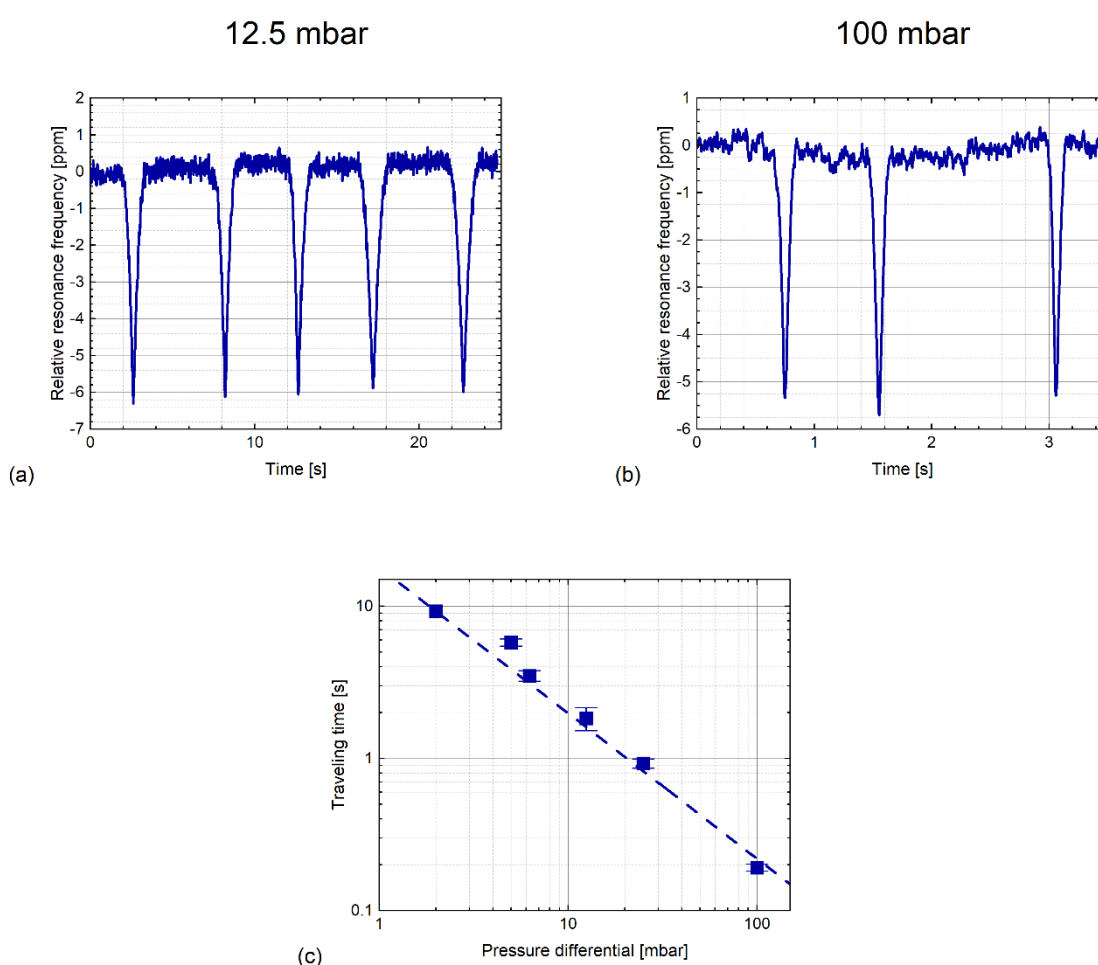 12.5 mbar
100 mbar
2
1
0
-1
-2
-3
-4
-5
-6
-7
Relative resonance frequency [ppm]
0
10
20
Time [s]
(a)
1
0
-1
-2
-3
-4
-5
-6
Relative resonance frequency [ppm]
0
1
2
3
Time [s]
(b)
10
1
0.1
Traveling time [s]
1
10
100
Pressure differential [mbar]
(c)